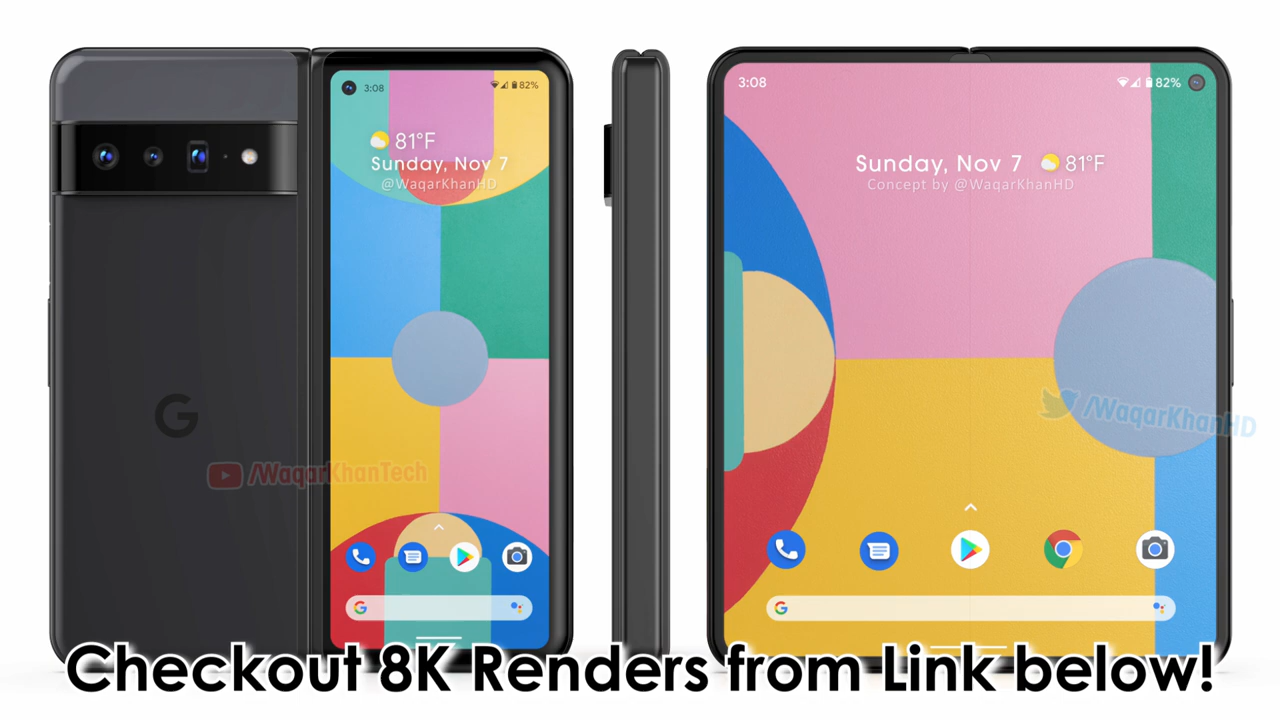 3:08
82%
81°F
Sunday, Nov 7
@WaqarKhanHD
G
/WaqarKhanTech
3:08
82%
Sunday, Nov 7 81°F
Concept by @WaqarKhanHD
/WaqarKhanHD
Checkout 8K Renders from Link below!